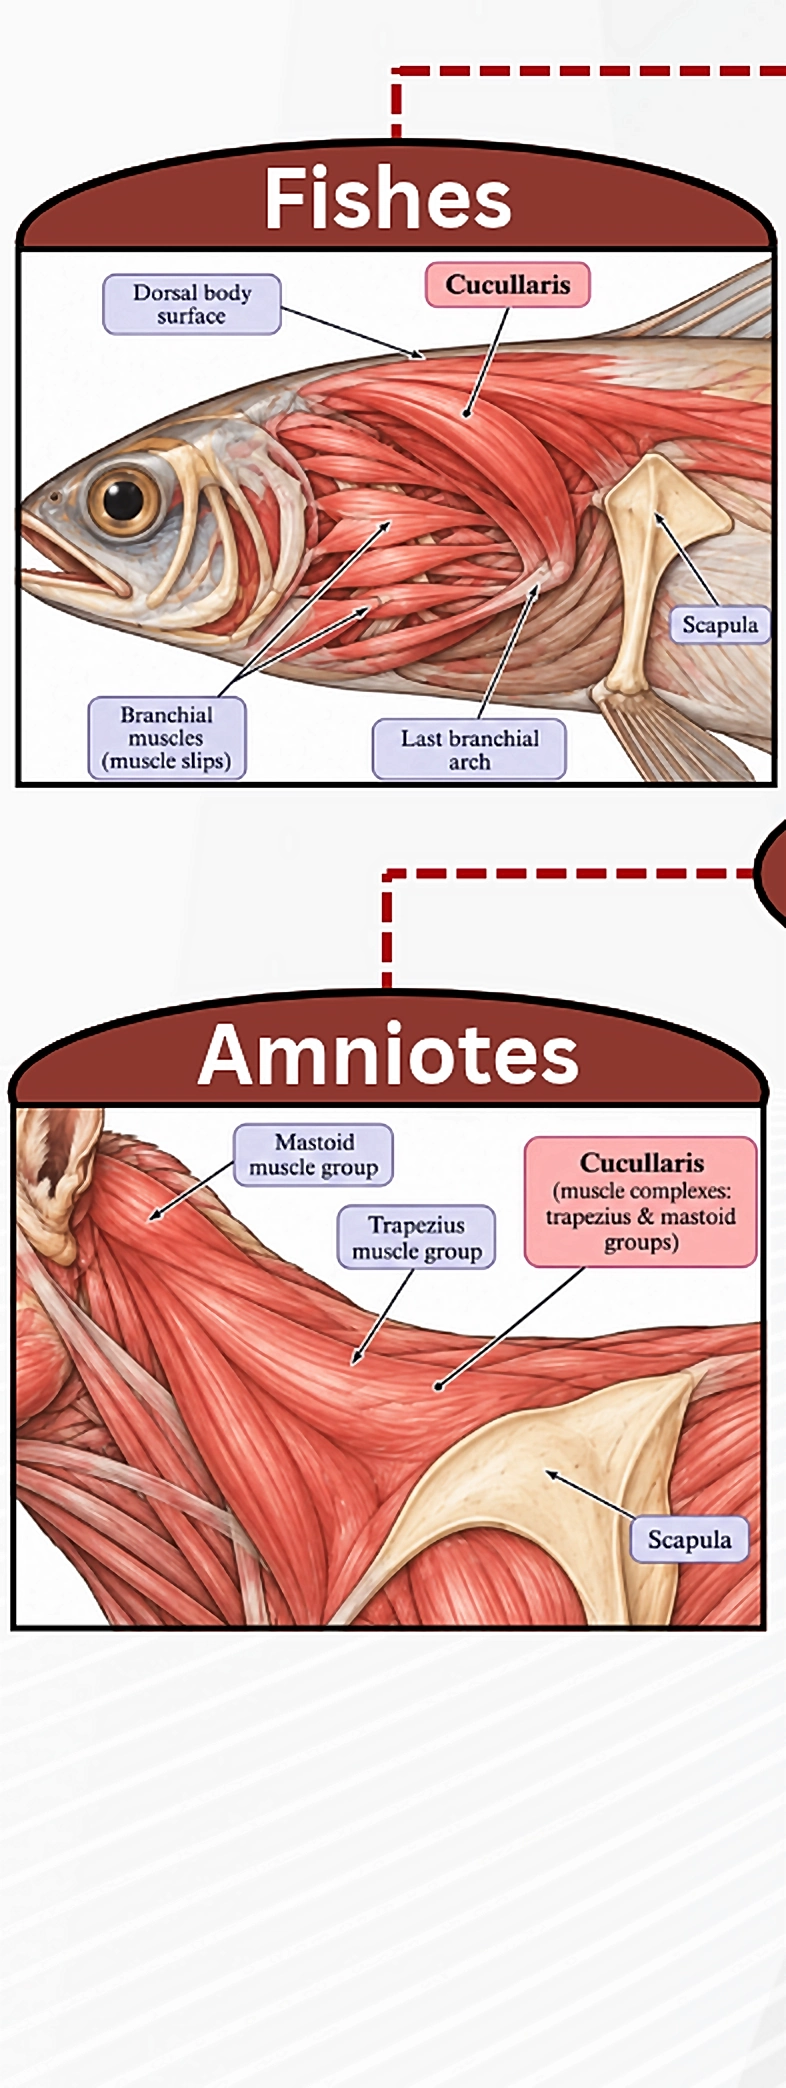 Fishes
Dorsal body
surface
Cucullaris
Scapula
Branchial
muscles
(muscle slips)
Last branchial
arch
Amniotes
Mastoid
muscle group
Cucullaris
(muscle complexes:
trapezius & mastoid
groups)
Trapezius
muscle group
Scapula